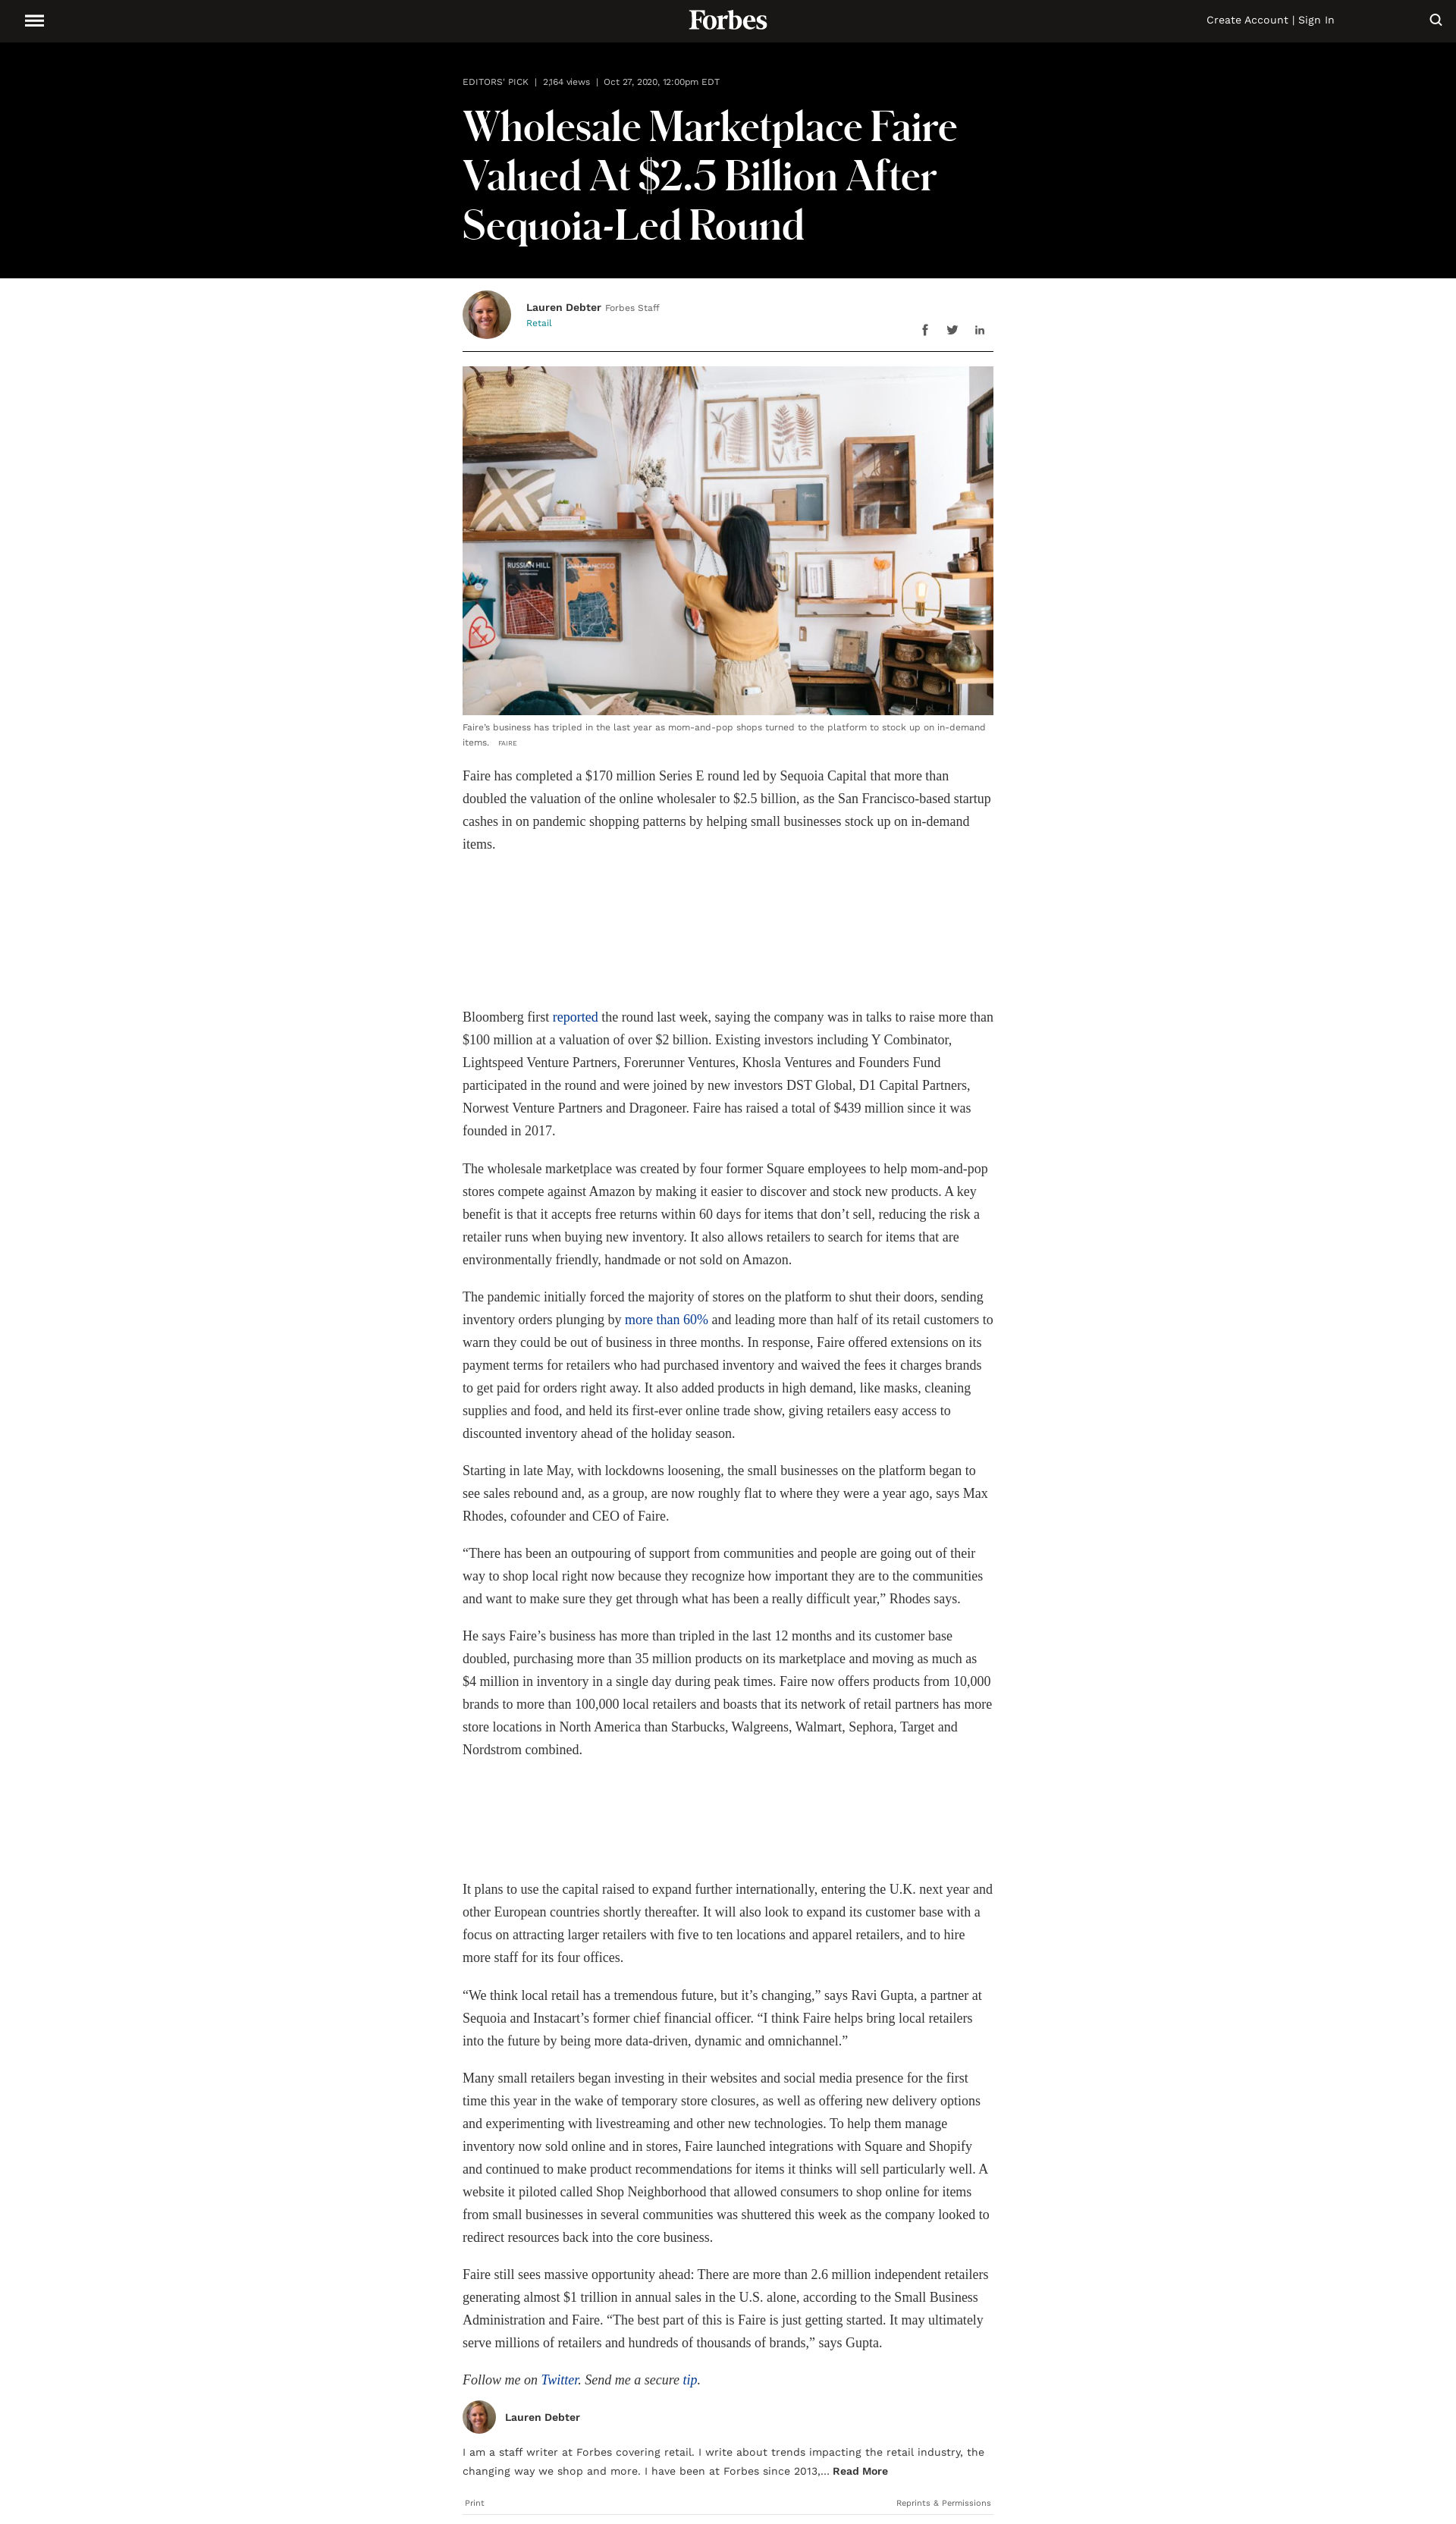 Forbes
Create Account | Sign In
EDITORS' PICK | 2,164 views | Oct 27, 2020, 12:00pm EDT
Wholesale Marketplace Faire
Valued At $2.5 Billion After
Sequoia-Led Round
Lauren Debter Forbes Staff
Retail
RUSSIAN HILL
SAN FRANCISCO
Faire’s business has tripled in the last year as mom-and-pop shops turned to the platform to stock up on in-demand
items. FAIRE
Faire has completed a $170 million Series E round led by Sequoia Capital that more than
doubled the valuation of the online wholesaler to $2.5 billion, as the San Francisco-based startup
cashes in on pandemic shopping patterns by helping small businesses stock up on in-demand
items.
Bloomberg first reported the round last week, saying the company was in talks to raise more than
$100 million at a valuation of over $2 billion. Existing investors including Y Combinator,
Lightspeed Venture Partners, Forerunner Ventures, Khosla Ventures and Founders Fund
participated in the round and were joined by new investors DST Global, D1 Capital Partners,
Norwest Venture Partners and Dragoneer. Faire has raised a total of $439 million since it was
founded in 2017.
The wholesale marketplace was created by four former Square employees to help mom-and-pop
stores compete against Amazon by making it easier to discover and stock new products. A key
benefit is that it accepts free returns within 60 days for items that don’t sell, reducing the risk a
retailer runs when buying new inventory. It also allows retailers to search for items that are
environmentally friendly, handmade or not sold on Amazon.
The pandemic initially forced the majority of stores on the platform to shut their doors, sending
inventory orders plunging by more than 60% and leading more than half of its retail customers to
warn they could be out of business in three months. In response, Faire offered extensions on its
payment terms for retailers who had purchased inventory and waived the fees it charges brands
to get paid for orders right away. It also added products in high demand, like masks, cleaning
supplies and food, and held its first-ever online trade show, giving retailers easy access to
discounted inventory ahead of the holiday season.
Starting in late May, with lockdowns loosening, the small businesses on the platform began to
see sales rebound and, as a group, are now roughly flat to where they were a year ago, says Max
Rhodes, cofounder and CEO of Faire.
“There has been an outpouring of support from communities and people are going out of their
way to shop local right now because they recognize how important they are to the communities
and want to make sure they get through what has been a really difficult year,” Rhodes says.
He says Faire’s business has more than tripled in the last 12 months and its customer base
doubled, purchasing more than 35 million products on its marketplace and moving as much as
$4 million in inventory in a single day during peak times. Faire now offers products from 10,000
brands to more than 100,000 local retailers and boasts that its network of retail partners has more
store locations in North America than Starbucks, Walgreens, Walmart, Sephora, Target and
Nordstrom combined.
It plans to use the capital raised to expand further internationally, entering the U.K. next year and
other European countries shortly thereafter. It will also look to expand its customer base with a
focus on attracting larger retailers with five to ten locations and apparel retailers, and to hire
more staff for its four offices.
“We think local retail has a tremendous future, but it’s changing,” says Ravi Gupta, a partner at
Sequoia and Instacart’s former chief financial officer. “I think Faire helps bring local retailers
into the future by being more data-driven, dynamic and omnichannel.”
Many small retailers began investing in their websites and social media presence for the first
time this year in the wake of temporary store closures, as well as offering new delivery options
and experimenting with livestreaming and other new technologies. To help them manage
inventory now sold online and in stores, Faire launched integrations with Square and Shopify
and continued to make product recommendations for items it thinks will sell particularly well. A
website it piloted called Shop Neighborhood that allowed consumers to shop online for items
from small businesses in several communities was shuttered this week as the company looked to
redirect resources back into the core business.
Faire still sees massive opportunity ahead: There are more than 2.6 million independent retailers
generating almost $1 trillion in annual sales in the U.S. alone, according to the Small Business
Administration and Faire. “The best part of this is Faire is just getting started. It may ultimately
serve millions of retailers and hundreds of thousands of brands,” says Gupta.
Follow me on Twitter. Send me a secure tip.
Lauren Debter
I am a staff writer at Forbes covering retail. I write about trends impacting the retail industry, the
changing way we shop and more. I have been at Forbes since 2013,... Read More
Print
Reprints & Permissions